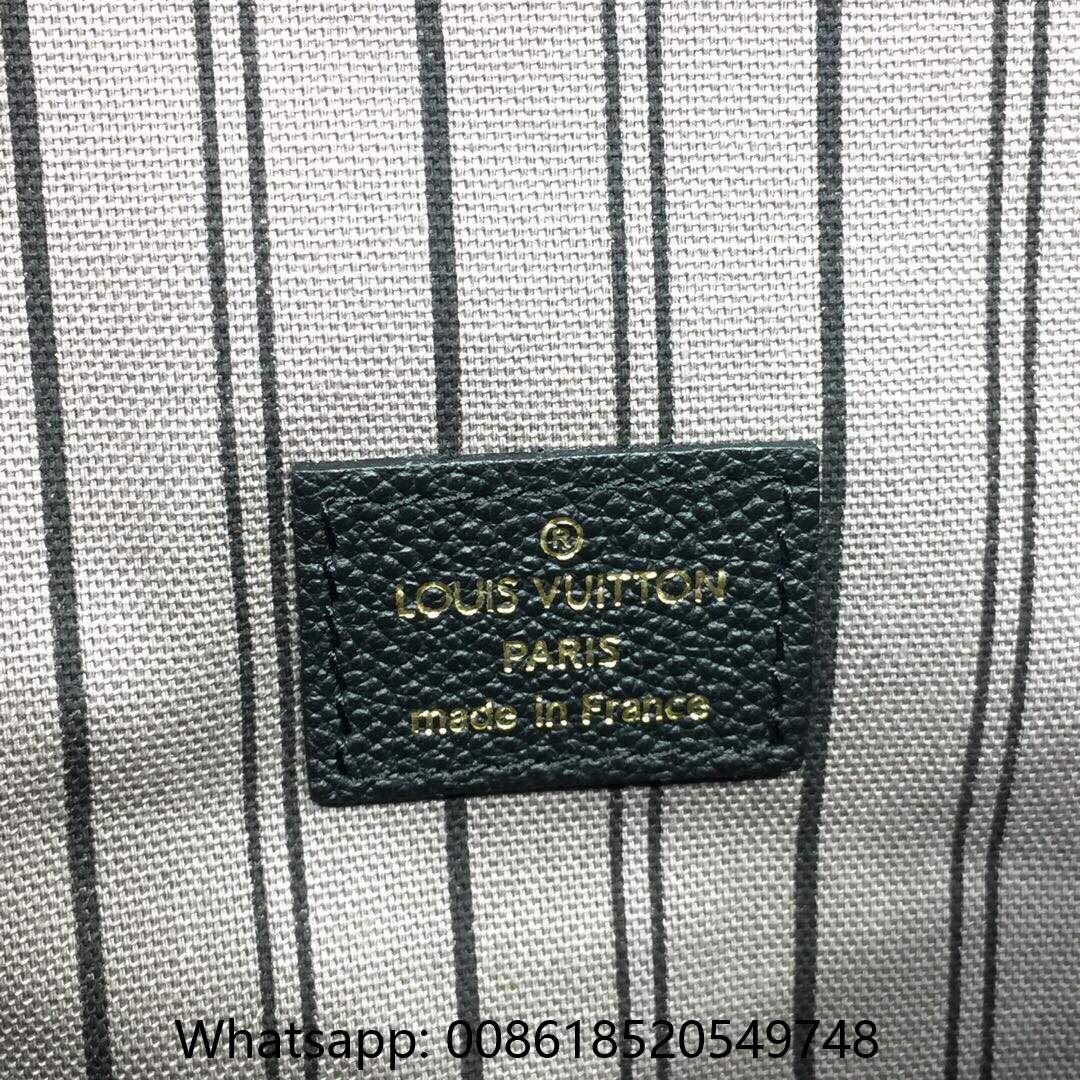 ®
LOUIS VUITTON
PARIS
made in France
Whatsapp: 008618520549748